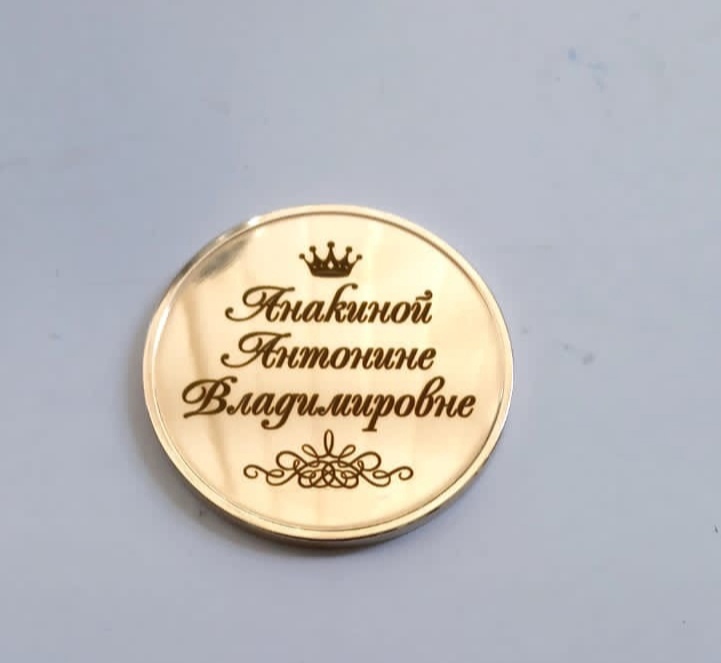 Анакиной
Антонине
Владимировне